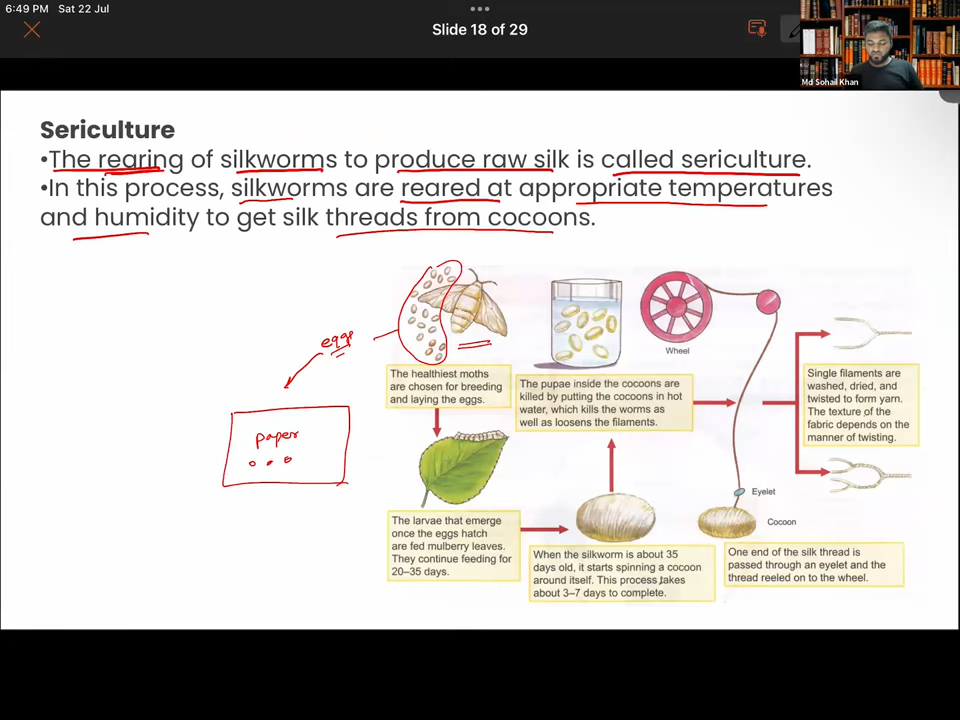 6:49 PM Sat 22 Jul
Slide 18 of 29
Md Sohail Khan
Sericulture
•The rearing of silkworms to produce raw silk is called sericulture.
•In this process, silkworms are reared at appropriate temperatures
and humidity to get silk threads from cocoons.
eggs
paper
The healthiest moths
are chosen for breeding
and laying the eggs.
The pupae inside the cocoons are
killed by putting the cocoons in hot
water, which kills the worms as
well as loosens the filaments.
Wheel
Single filaments are
washed, dried, and
twisted to form yarn.
The texture of the
fabric depends on the
manner of twisting.
The larvae that emerge
once the eggs hatch
are fed mulberry leaves.
They continue feeding for
20–35 days.
When the silkworm is about 35
days old, it starts spinning a cocoon
around itself. This process takes
about 3–7 days to complete.
Eyelet
Cocoon
One end of the silk thread is
passed through an eyelet and the
thread reeled on to the wheel.